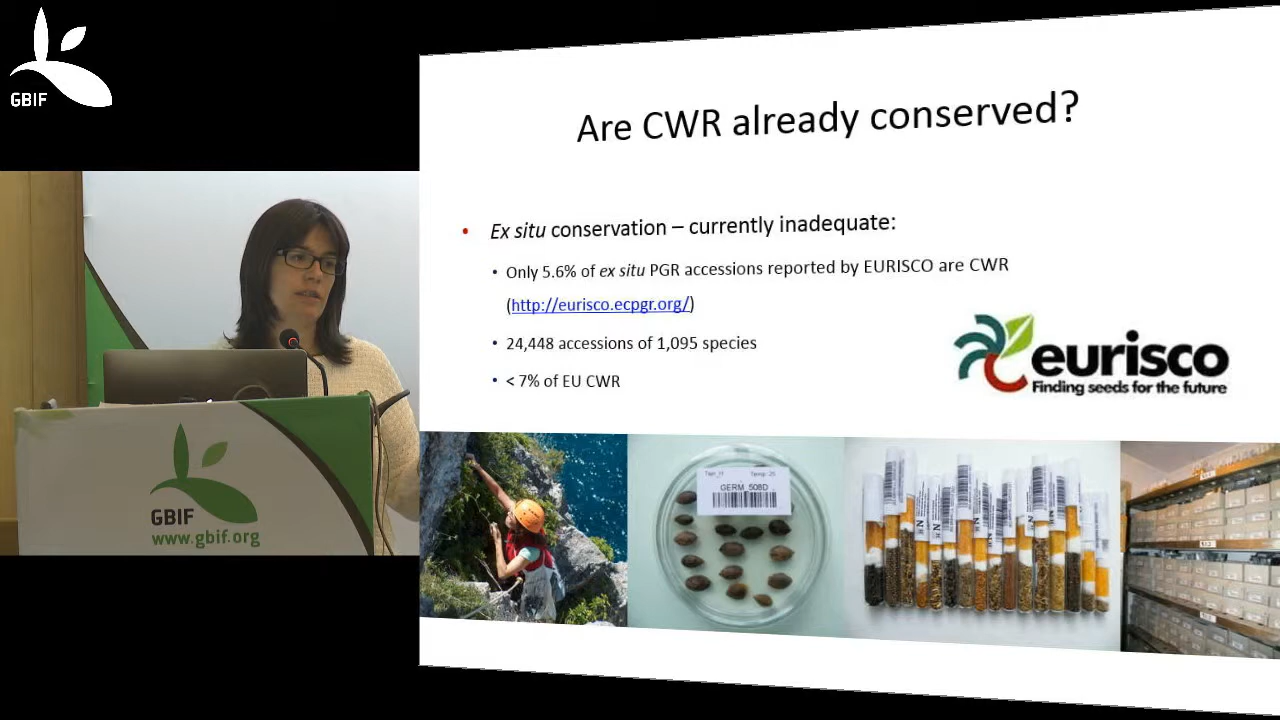 GBIF
Are CWR already conserved?
• Ex situ conservation – currently inadequate:
• Only 5.6% of ex situ PGR accessions reported by EURISCO are CWR
(http://eurisco.ecpgr.org/)
• 24,448 accessions of 1,095 species
• < 7% of EU CWR
eurisco
Finding seeds for the future
Temp: 25
GERM 508D
GBIF
www.gbif.org